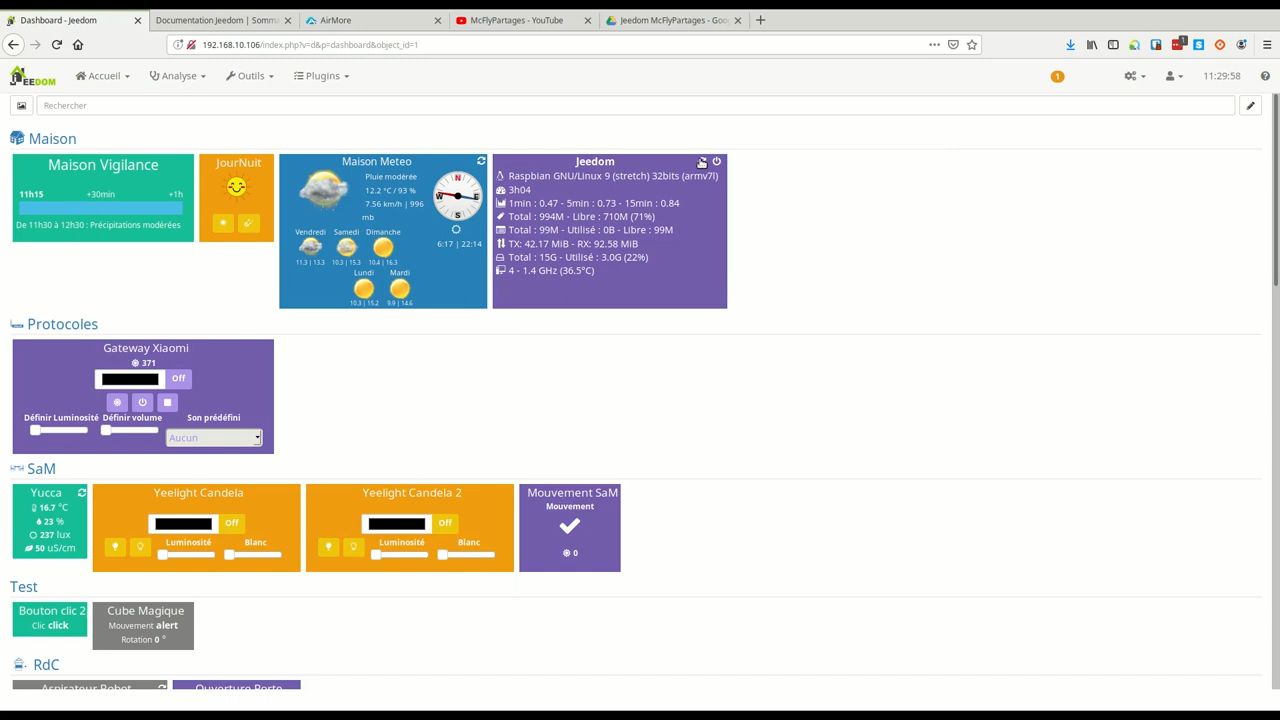 Dashboard - Jeedom
Documentation Jeedom | Somm
AirMore
McFlyPartages - YouTube
Jeedom McFlyPartages - Goo
192.168.10.106/index.php?v=d&p=dashboard&object_id=1
1
JEEDOM
Accueil
Analyse
Outils
Plugins
1
11:29:58
Rechercher
Maison
Maison Vigilance
11h15 +30min +1h
De 11h30 à 12h30 : Précipitations modérées
JourNuit
Maison Meteo
Pluie modérée
12.2 °C / 93 %
7.56 km/h | 996
mb
N
W E
S
6:17 | 22:14
Vendredi Samedi Dimanche
11.3 | 13.3 10.3 | 15.3 10.4 | 16.3
Lundi Mardi
10.3 | 15.2 9.9 | 14.6
Jeedom
Raspbian GNU/Linux 9 (stretch) 32bits (armv7l)
3h04
1min : 0.47 - 5min : 0.73 - 15min : 0.84
Total : 994M - Libre : 710M (71%)
Total : 99M - Utilisé : 0B - Libre : 99M
TX: 42.17 MiB - RX: 92.58 MiB
Total : 15G - Utilisé : 3.0G (22%)
4 - 1.4 GHz (36.5°C)
Protocoles
Gateway Xiaomi
371
Off
Définir Luminosité Définir volume Son prédéfini
Aucun
SaM
Yucca
16.7 °C
23 %
237 lux
50 uS/cm
Yeelight Candela
Off
Luminosité Blanc
Yeelight Candela 2
Off
Luminosité Blanc
Mouvement SaM
Mouvement
0
Test
Bouton clic 2
Clic click
Cube Magique
Mouvement alert
Rotation 0 °
RdC
Aspirateur Robot
Ouverture Porte